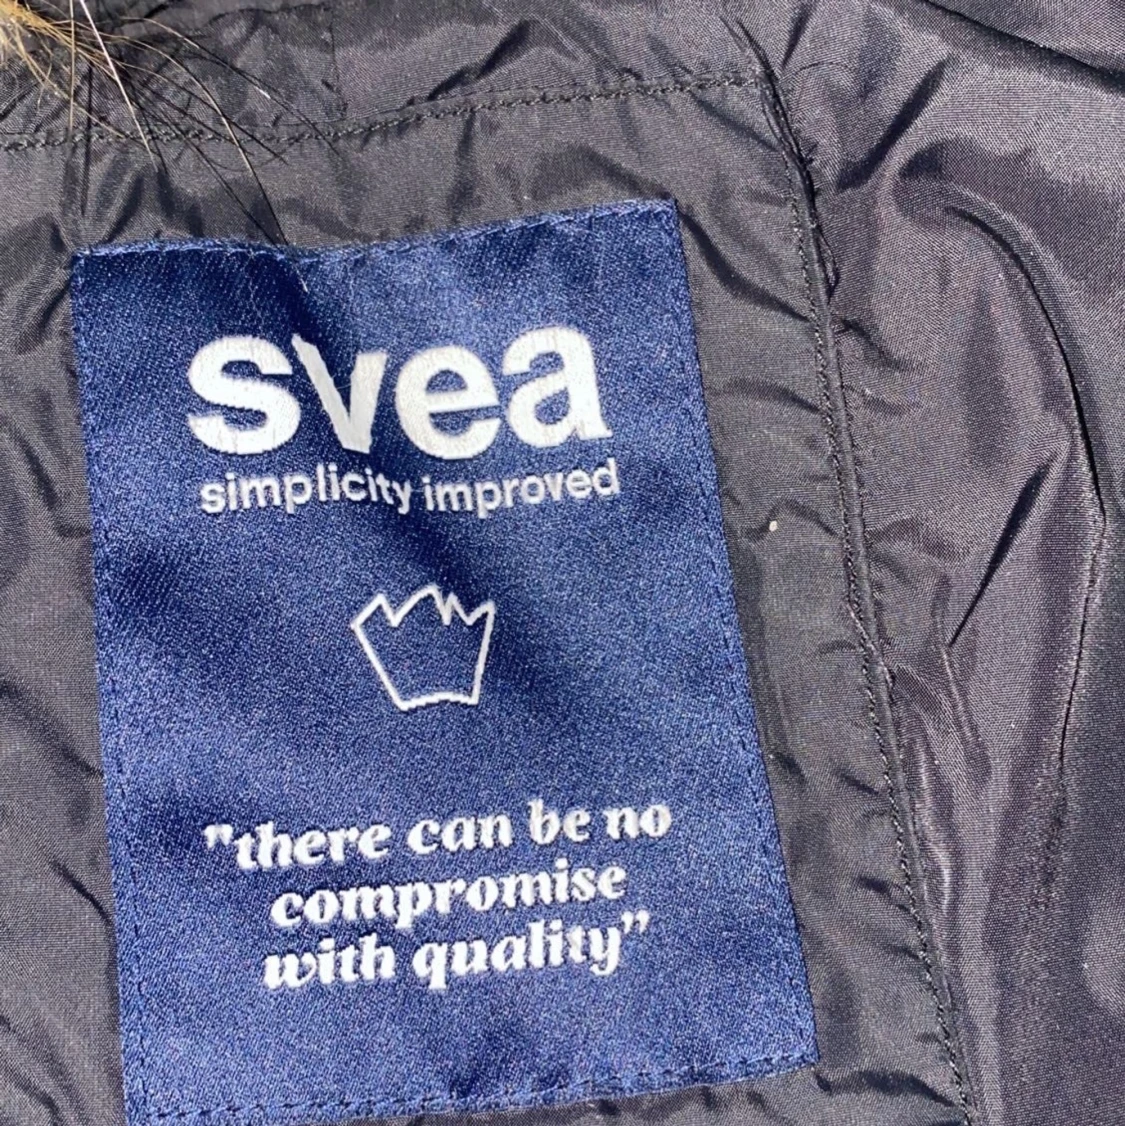 svea
simplicity improved
"there can be no
compromise
with quality”